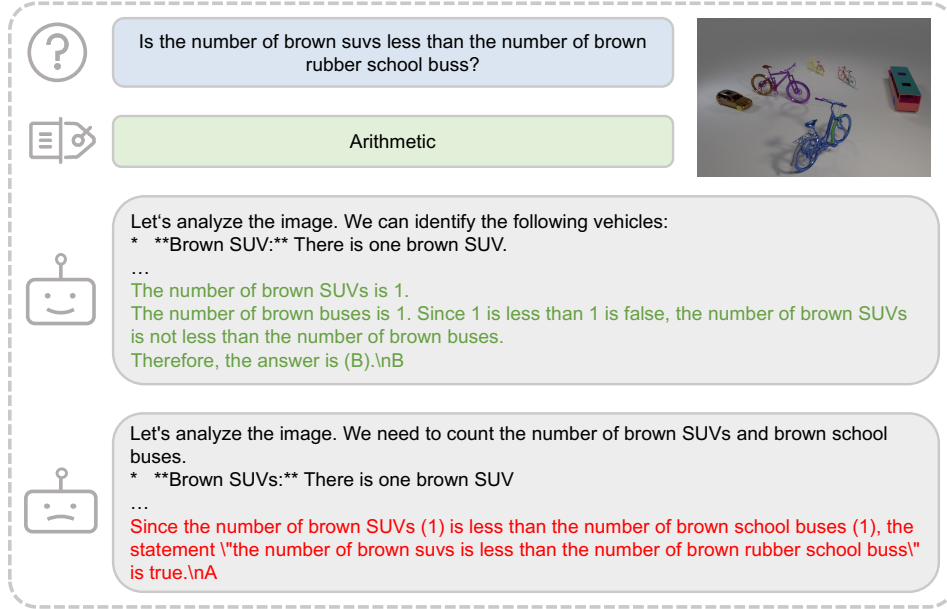 Is the number of brown suvs less than the number of brown
rubber school buss?
Arithmetic
Let‘s analyze the image. We can identify the following vehicles:
* **Brown SUV:** There is one brown SUV.
…
The number of brown SUVs is 1.
The number of brown buses is 1. Since 1 is less than 1 is false, the number of brown SUVs
is not less than the number of brown buses.
Therefore, the answer is (B).\nB
Let's analyze the image. We need to count the number of brown SUVs and brown school
buses.
* **Brown SUVs:** There is one brown SUV
…
Since the number of brown SUVs (1) is less than the number of brown school buses (1), the
statement \"the number of brown suvs is less than the number of brown rubber school buss\"
is true.\nA